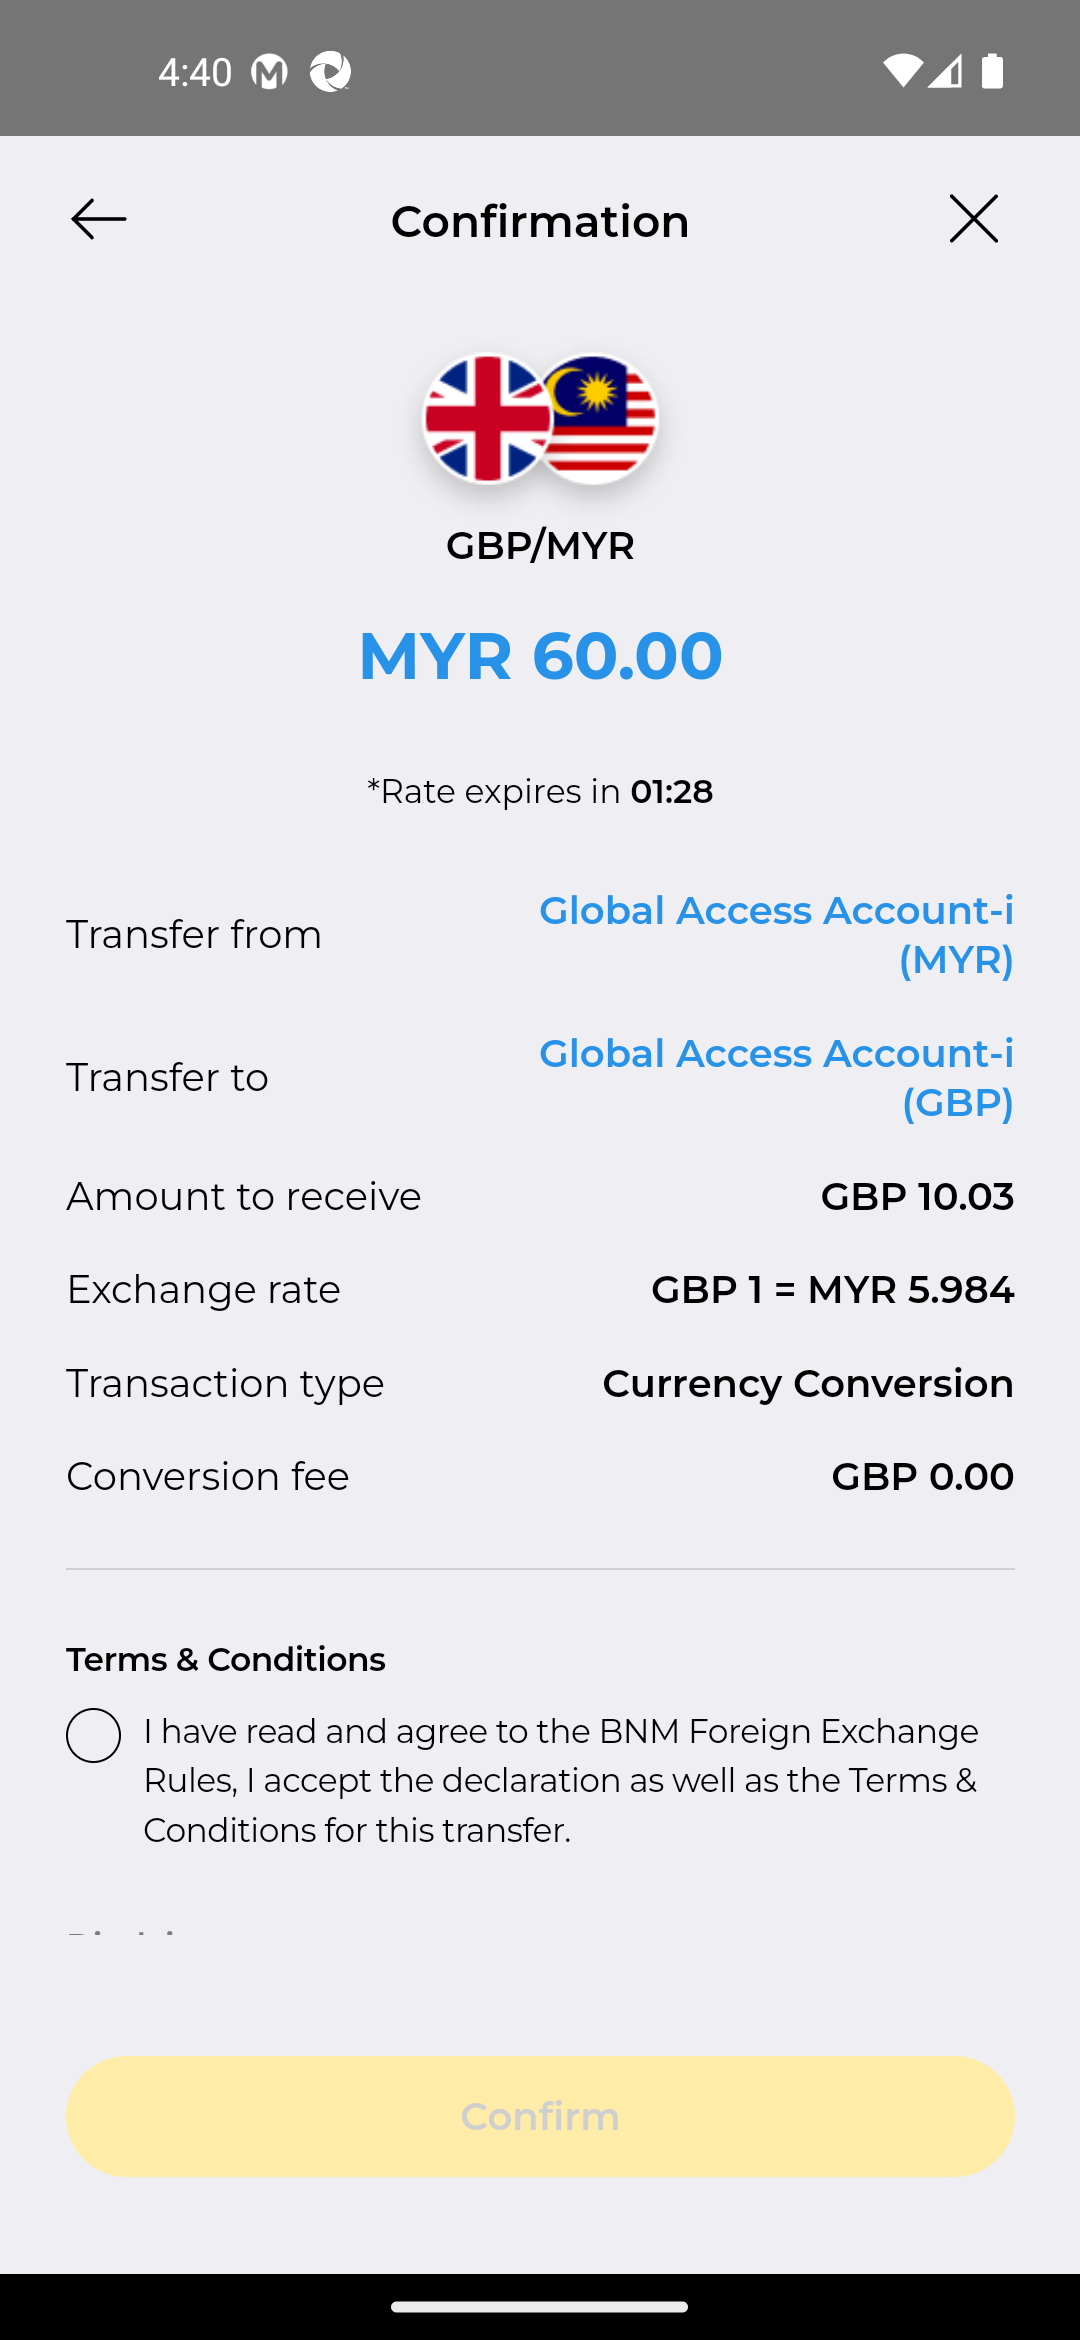 4:40
Confirmation
GBP/MYR
MYR 60.00
*Rate expires in 01:28
Transfer from
Global Access Account-i
(MYR)
Transfer to
Global Access Account-i
(GBP)
Amount to receive GBP 10.03
Exchange rate GBP 1 = MYR 5.984
Transaction type Currency Conversion
Conversion fee GBP 0.00
Terms & Conditions
I have read and agree to the BNM Foreign Exchange
Rules, I accept the declaration as well as the Terms &
Conditions for this transfer.
Confirm